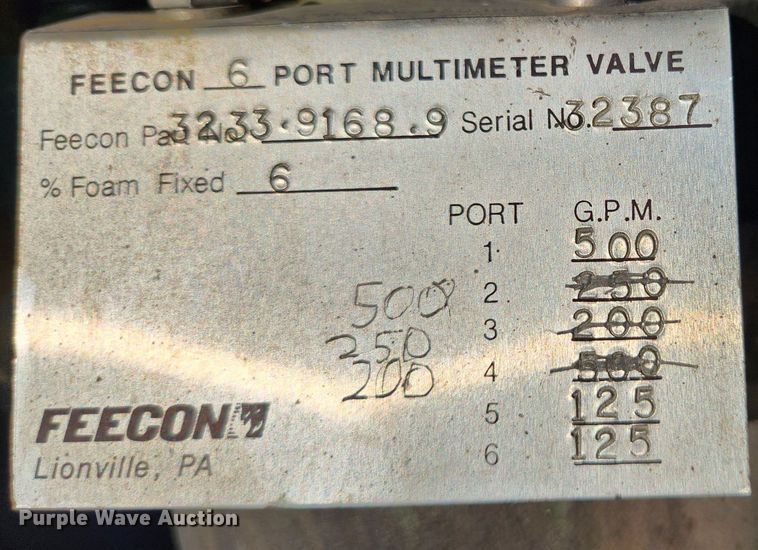 FEECON 6 PORT MULTIMETER VALVE
Feecon Part No. 3233.9168.9 Serial No. 32387
% Foam Fixed 6
PORT G.P.M.
1 500
500 2 250
250 3 200
200 4 500
5 125
6 125
FEECON
Lionville, PA
Purple Wave Auction